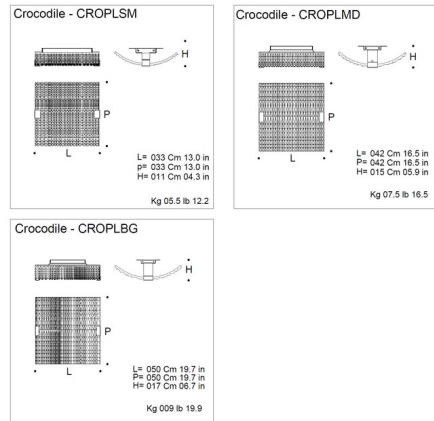 Crocodile - CROPLSM
H
P
L
L= 033 Cm 13.0 in
p= 033 Cm 13.0 in
H= 011 Cm 04.3 in
Kg 05.5 lb 12.2
Crocodile - CROPLMD
H
P
L
L= 042 Cm 16.5 in
P= 042 Cm 16.5 in
H= 015 Cm 05.9 in
Kg 07.5 lb 16.5
Crocodile - CROPLBG
H
P
L
L= 050 Cm 19.7 in
P= 050 Cm 19.7 in
H= 017 Cm 06.7 in
Kg 009 lb 19.9